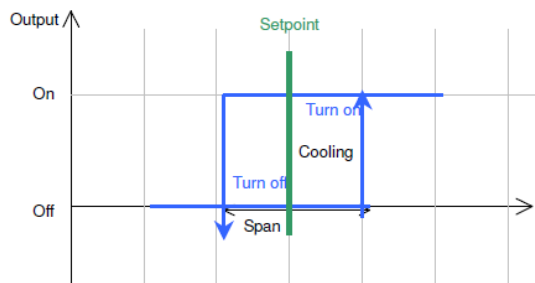 Output
Setpoint
On
Turn on
Cooling
Turn off
Off
Span